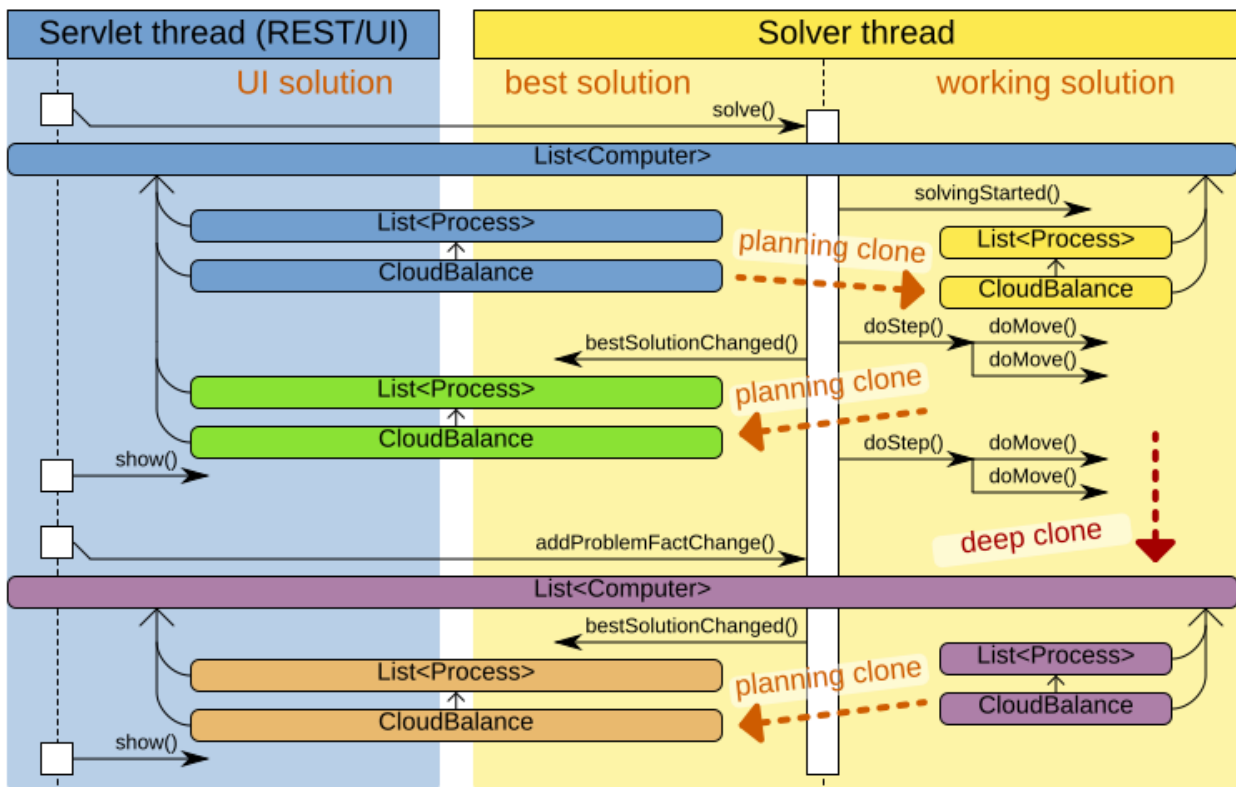 Servlet thread (REST/UI)
Solver thread
UI solution
best solution
working solution
solve()
List<Computer>
solvingStarted()
List<Process>
planning clone
List<Process>
CloudBalance
CloudBalance
bestSolutionChanged()
doStep()
doMove()
doMove()
List<Process>
planning clone
CloudBalance
show()
doStep()
doMove()
doMove()
addProblemFactChange()
deep clone
List<Computer>
bestSolutionChanged()
List<Process>
planning clone
List<Process>
CloudBalance
CloudBalance
show()